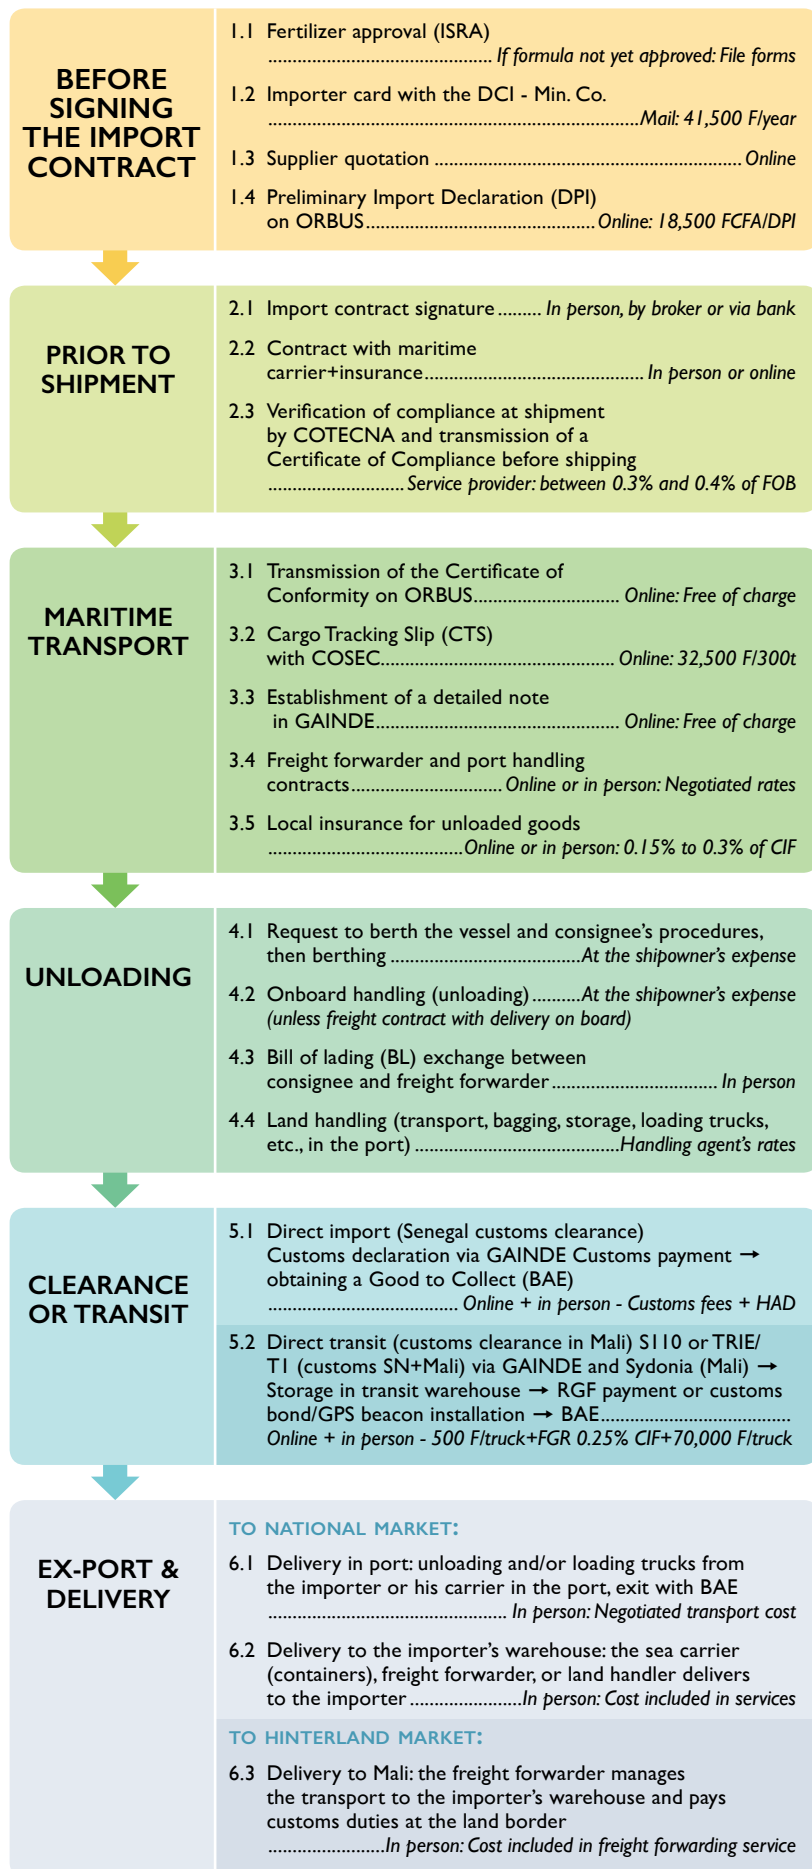 BEFORE
SIGNING
THE IMPORT
CONTRACT
1.1 Fertilizer approval (ISRA)
.............................................. If formula not yet approved: File forms
1.2 Importer card with the DCI - Min. Co.
............................................................................Mail: 41,500 F/year
1.3 Supplier quotation ............................................................... Online
1.4 Preliminary Import Declaration (DPI)
on ORBUS............................................... Online: 18,500 FCFA/DPI
PRIOR TO
SHIPMENT
2.1 Import contract signature ......... In person, by broker or via bank
2.2 Contract with maritime
carrier+insurance............................................. In person or online
2.3 Verification of compliance at shipment
by COTECNA and transmission of a
Certificate of Compliance before shipping
............................ Service provider: between 0.3% and 0.4% of FOB
MARITIME
TRANSPORT
3.1 Transmission of the Certificate of
Conformity on ORBUS.............................. Online: Free of charge
3.2 Cargo Tracking Slip (CTS)
with COSEC................................................ Online: 32,500 F/300t
3.3 Establishment of a detailed note
in GAINDE.................................................. Online: Free of charge
3.4 Freight forwarder and port handling
contracts............................... Online or in person: Negotiated rates
3.5 Local insurance for unloaded goods
........................................Online or in person: 0.15% to 0.3% of CIF
UNLOADING
4.1 Request to berth the vessel and consignee’s procedures,
then berthing .......................................At the shipowner’s expense
4.2 Onboard handling (unloading) ..........At the shipowner’s expense
(unless freight contract with delivery on board)
4.3 Bill of lading (BL) exchange between
consignee and freight forwarder .................................. In person
4.4 Land handling (transport, bagging, storage, loading trucks,
etc., in the port) ..........................................Handling agent’s rates
CLEARANCE
OR TRANSIT
5.1 Direct import (Senegal customs clearance)
Customs declaration via GAINDE Customs payment →
obtaining a Good to Collect (BAE)
....................................... Online + in person - Customs fees + HAD
5.2 Direct transit (customs clearance in Mali) S110 or TRIE/
T1 (customs SN+Mali) via GAINDE and Sydonia (Mali) →
Storage in transit warehouse → RGF payment or customs
bond/GPS beacon installation → BAE.......................................
Online + in person - 500 F/truck+FGR 0.25% CIF+70,000 F/truck
EX-PORT &
DELIVERY
TO NATIONAL MARKET:
6.1 Delivery in port: unloading and/or loading trucks from
the importer or his carrier in the port, exit with BAE
................................................. In person: Negotiated transport cost
6.2 Delivery to the importer’s warehouse: the sea carrier
(containers), freight forwarder, or land handler delivers
to the importer .......................In person: Cost included in services
TO HINTERLAND MARKET:
6.3 Delivery to Mali: the freight forwarder manages
the transport to the importer’s warehouse and pays
customs duties at the land border
........................In person: Cost included in freight forwarding service